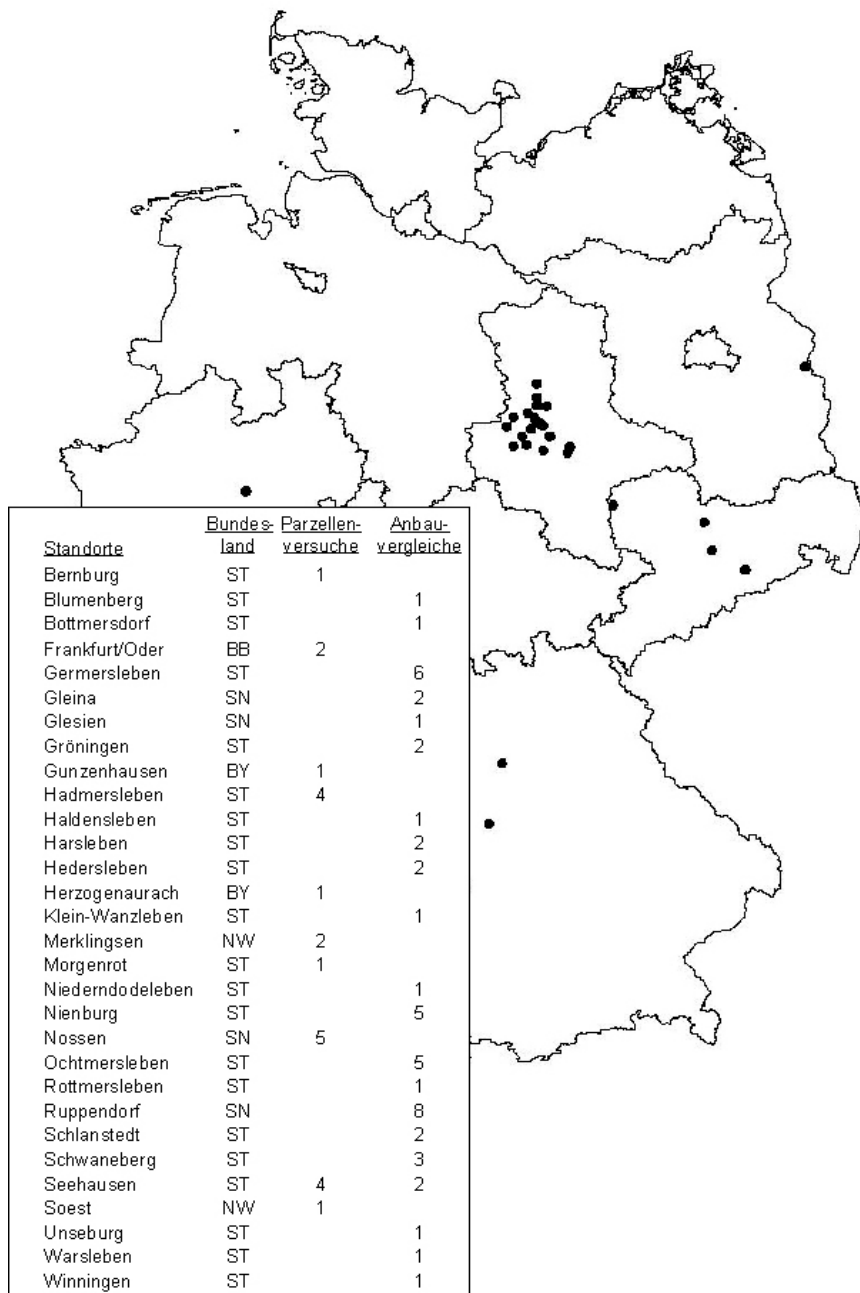 Bundes- Parzellen- Anbau-
Standorte land versuche vergleiche
Bernburg ST 1
Blumenberg ST 1
Bottmersdorf ST 1
Frankfurt/Oder BB 2
Germersleben ST 6
Gleina SN 2
Glesien SN 1
Gröningen ST 2
Gunzenhausen BY 1
Hadmersleben ST 4
Haldensleben ST 1
Harsleben ST 2
Hedersleben ST 2
Herzogenaurach BY 1
Klein-Wanzleben ST 1
Merklingsen NW 2
Morgenrot ST 1
Niederndodeleben ST 1
Nienburg ST 5
Nossen SN 5
Ochtmersleben ST 5
Rottmersleben ST 1
Ruppendorf SN 8
Schlanstedt ST 2
Schwaneberg ST 3
Seehausen ST 4 2
Soest NW 1
Unseburg ST 1
Warsleben ST 1
Winningen ST 1